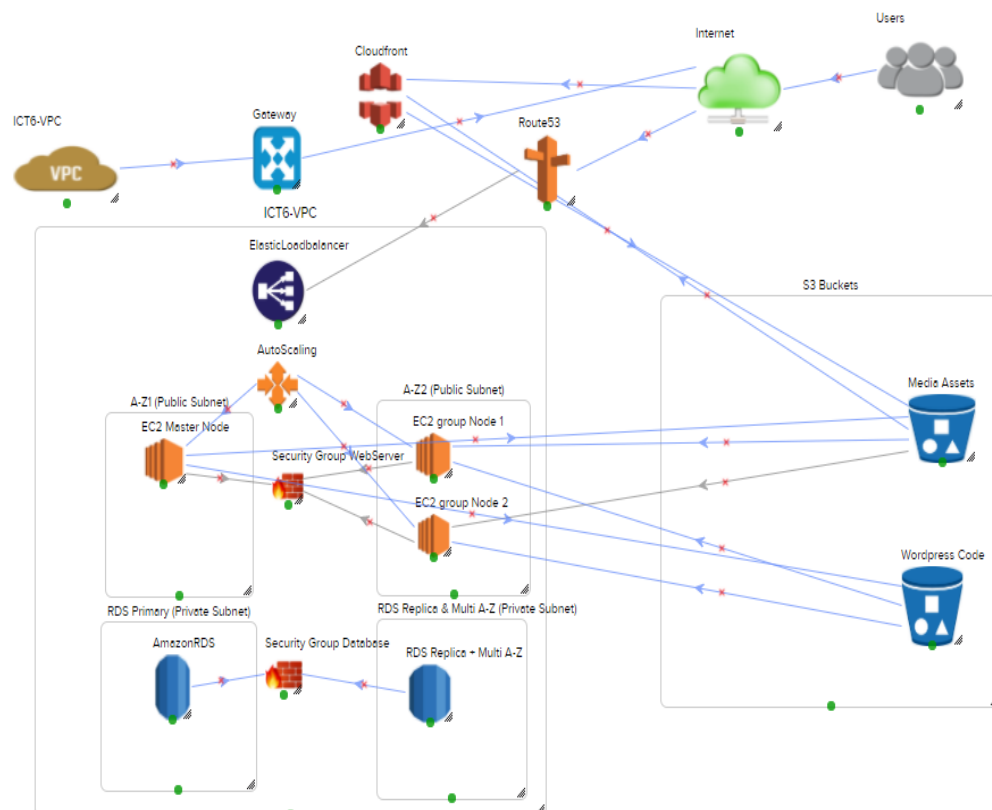 Users
Internet
Cloudfront
Route53
Gateway
ICT6-VPC
VPC
ICT6-VPC
ElasticLoadbalancer
S3 Buckets
AutoScaling
Media Assets
A-Z1 (Public Subnet)
A-Z2 (Public Subnet)
EC2 Master Node
EC2 group Node 1
Security Group WebServer
EC2 group Node 2
Wordpress Code
RDS Primary (Private Subnet)
RDS Replica & Multi A-Z (Private Subnet)
AmazonRDS
Security Group Database
RDS Replica + Multi A-Z